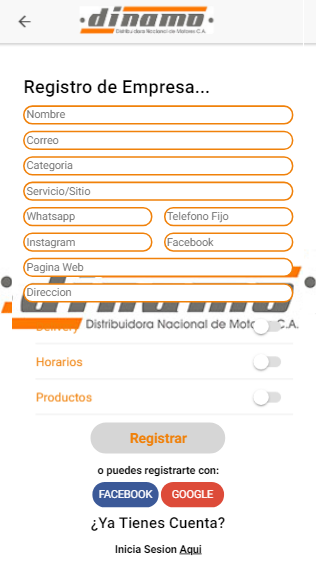 dinamo
Distribuidora Nacional de Motores C.A.
Registro de Empresa...
Nombre
Correo
Categoria
Servicio/Sitio
Whatsapp Telefono Fijo
Instagram Facebook
Pagina Web
Direccion
dinamo
Delivery
Distribuidora Nacional de Motores C.A.
Horarios
Productos
Registrar
o puedes registrarte con:
FACEBOOK GOOGLE
¿Ya Tienes Cuenta?
Inicia Sesion Aqui